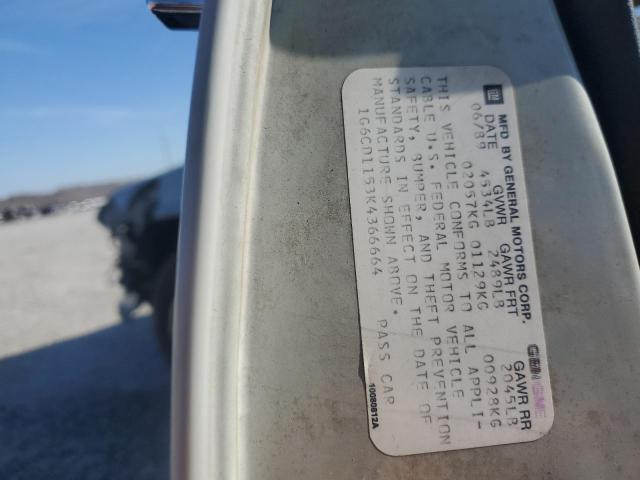 GM MFD BY GENERAL MOTORS CORP.
DATE GVWR GAWR FRT GAWR RR
06/89 4534LB 2489LB 2045LB
02057KG 01129KG 00928KG
THIS VEHICLE CONFORMS TO ALL APPLI-
CABLE U.S. FEDERAL MOTOR VEHICLE
SAFETY, BUMPER, AND THEFT PREVENTION
STANDARDS IN EFFECT ON THE DATE OF
MANUFACTURE SHOWN ABOVE.
1G6CD1153K4366664 PASS CAR
10080812A